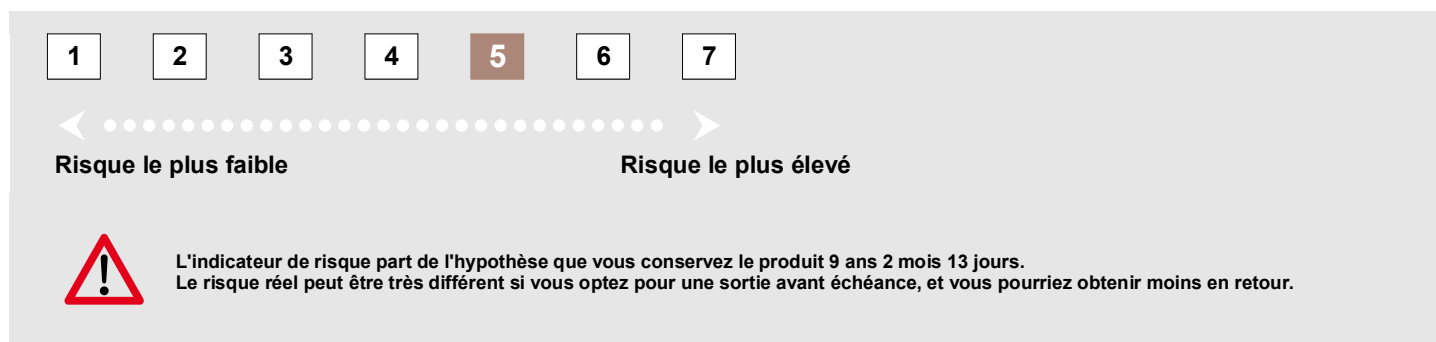 1 2 3 4 5 6 7
Risque le plus faible Risque le plus élevé
L'indicateur de risque part de l'hypothèse que vous conservez le produit 9 ans 2 mois 13 jours.
Le risque réel peut être très différent si vous optez pour une sortie avant échéance, et vous pourriez obtenir moins en retour.